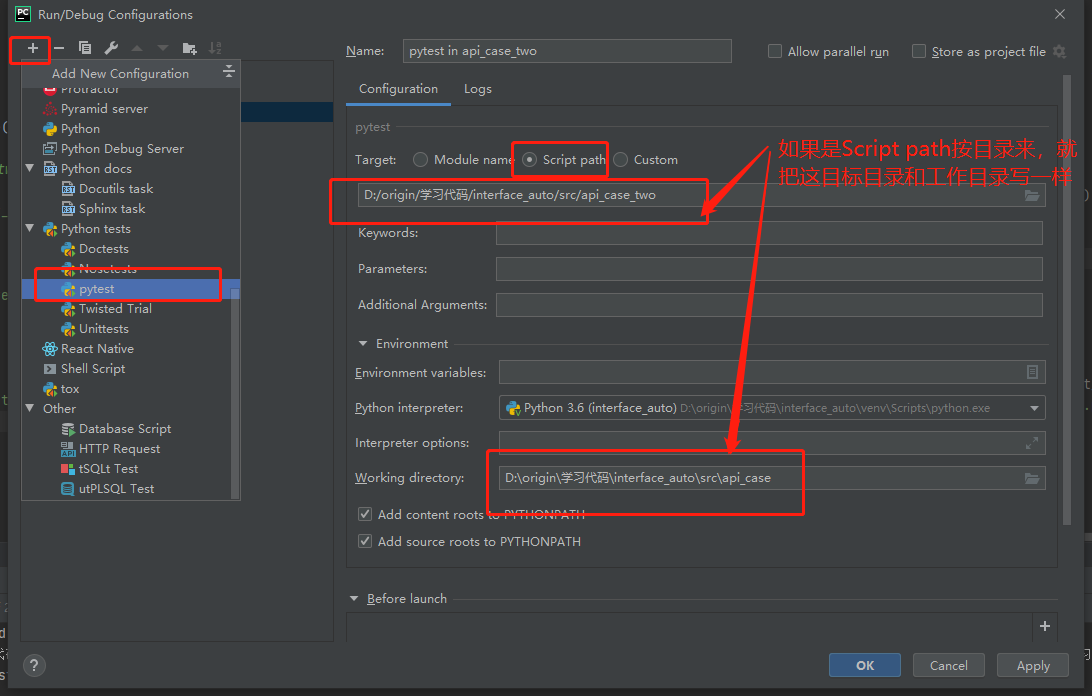 PC Run/Debug Configurations
Name: pytest in api_case_two
Allow parallel run
Store as project file
Add New Configuration
Protractor
Pyramid server
Python
Python Debug Server
Python docs
Docutils task
Sphinx task
Python tests
Doctests
Nosetests
pytest
Twisted Trial
Unittests
React Native
Shell Script
tox
Other
Database Script
HTTP Request
tSQLt Test
utPLSQL Test
Configuration Logs
pytest
Target: Module name Script path Custom
如果是Script path按目录来，就
把这目标目录和工作目录写一样
D:/origin/学习代码/interface_auto/src/api_case_two
Keywords:
Parameters:
Additional Arguments:
Environment
Environment variables:
Python interpreter: Python 3.6 (interface_auto) D:\origin\学习代码\interface_auto\venv\Scripts\python.exe
Interpreter options:
Working directory: D:\origin\学习代码\interface_auto\src\api_case
Add content roots to PYTHONPATH
Add source roots to PYTHONPATH
Before launch
?
OK Cancel Apply